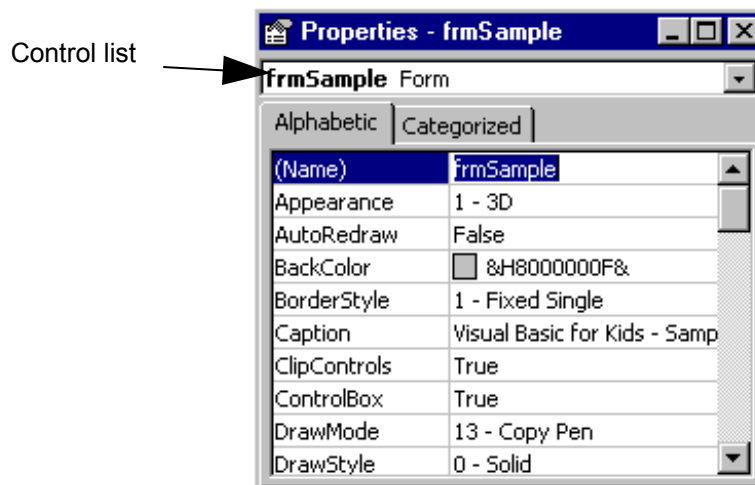 Properties - frmSample
Control list
frmSample Form
Alphabetic Categorized
(Name) frmSample
Appearance 1 - 3D
AutoRedraw False
BackColor &H8000000F&
BorderStyle 1 - Fixed Single
Caption Visual Basic for Kids - Samp
ClipControls True
ControlBox True
DrawMode 13 - Copy Pen
DrawStyle 0 - Solid